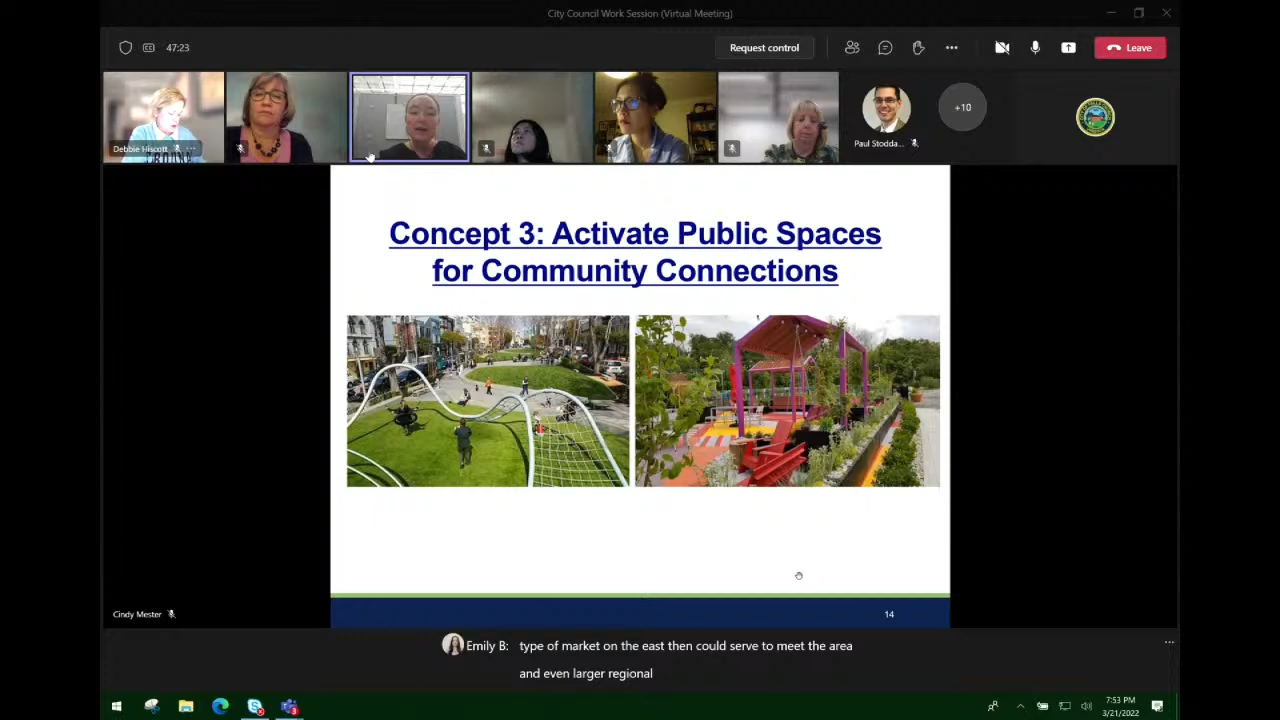 City Council Work Session (Virtual Meeting)
47:23
Request control
Leave
Debbie Hiscott
Paul Stodda...
+10
Concept 3: Activate Public Spaces
for Community Connections
14
Cindy Mester
Emily B: type of market on the east then could serve to meet the area
and even larger regional
7:53 PM
3/21/2022